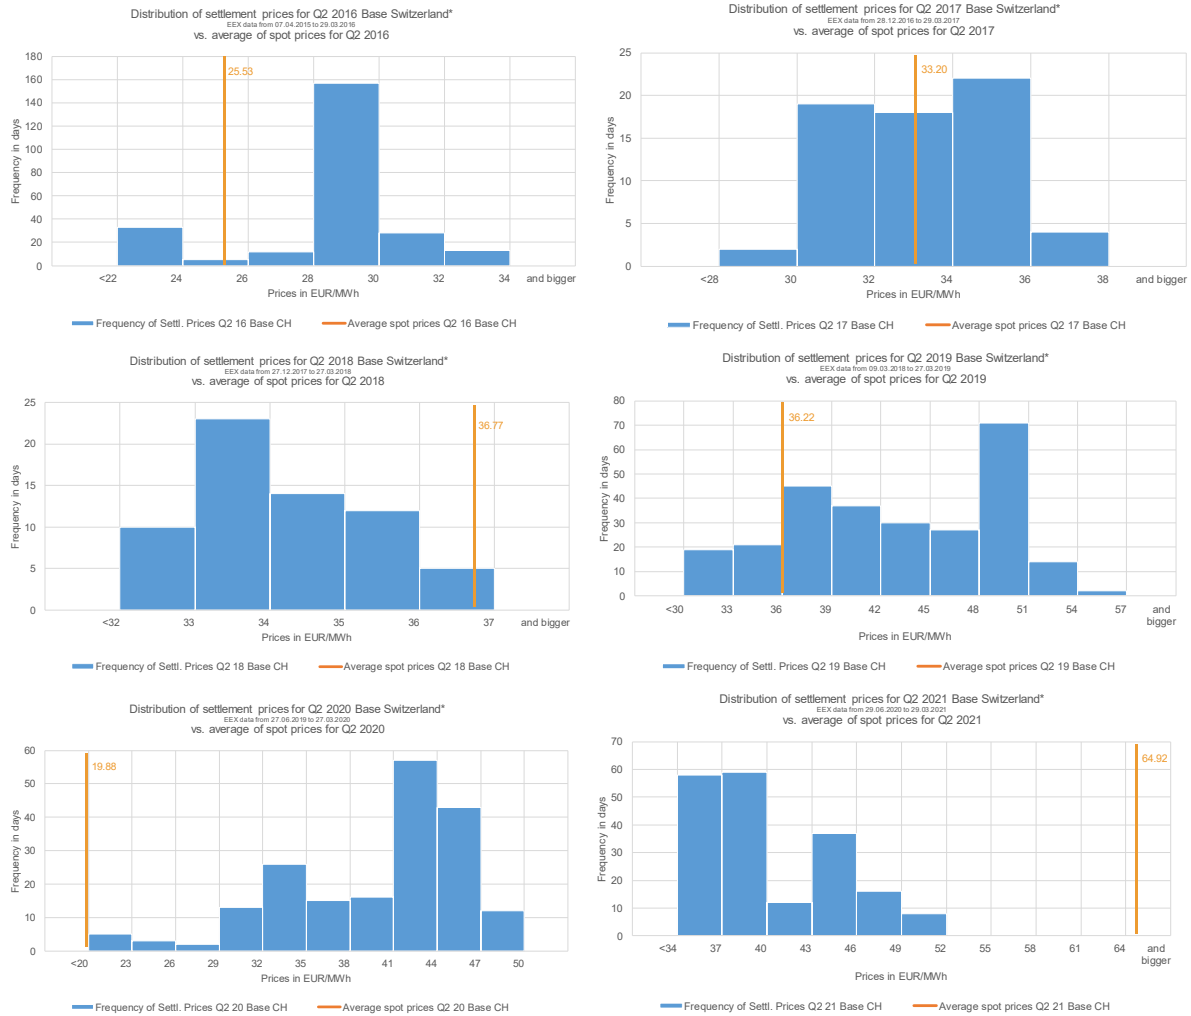 Distribution of settlement prices for Q2 2016 Base Switzerland*
EEX data from 07.04.2015 to 29.03.2016
vs. average of spot prices for Q2 2016
180
160
140
120
100
80
60
40
20
0
Frequency in days
25.53
<22 24 26 28 30 32 34 and bigger
Prices in EUR/MWh
Frequency of Settl. Prices Q2 16 Base CH Average spot prices Q2 16 Base CH
Distribution of settlement prices for Q2 2017 Base Switzerland*
EEX data from 28.12.2016 to 29.03.2017
vs. average of spot prices for Q2 2017
25
20
15
10
5
0
Frequency in days
33.20
<28 30 32 34 36 38 and bigger
Prices in EUR/MWh
Frequency of Settl. Prices Q2 17 Base CH Average spot prices Q2 17 Base CH
Distribution of settlement prices for Q2 2018 Base Switzerland*
EEX data from 27.12.2017 to 27.03.2018
vs. average of spot prices for Q2 2018
25
20
15
10
5
0
Frequency in days
36.77
<32 33 34 35 36 37 and bigger
Prices in EUR/MWh
Frequency of Settl. Prices Q2 18 Base CH Average spot prices Q2 18 Base CH
Distribution of settlement prices for Q2 2019 Base Switzerland*
EEX data from 09.03.2018 to 27.03.2019
vs. average of spot prices for Q2 2019
80
70
60
50
40
30
20
10
0
Frequency in days
36.22
<30 33 36 39 42 45 48 51 54 57 and
bigger
Prices in EUR/MWh
Frequency of Settl. Prices Q2 19 Base CH Average spot prices Q2 19 Base CH
Distribution of settlement prices for Q2 2020 Base Switzerland*
EEX data from 27.06.2019 to 27.03.2020
vs. average of spot prices for Q2 2020
60
50
40
30
20
10
0
Frequency in days
19.88
<20 23 26 29 32 35 38 41 44 47 50
Prices in EUR/MWh
Frequency of Settl. Prices Q2 20 Base CH Average spot prices Q2 20 Base CH
Distribution of settlement prices for Q2 2021 Base Switzerland*
EEX data from 29.06.2020 to 29.03.2021
vs. average of spot prices for Q2 2021
70
60
50
40
30
20
10
0
Frequency in days
64.92
<34 37 40 43 46 49 52 55 58 61 64 and
bigger
Prices in EUR/MWh
Frequency of Settl. Prices Q2 21 Base CH Average spot prices Q2 21 Base CH